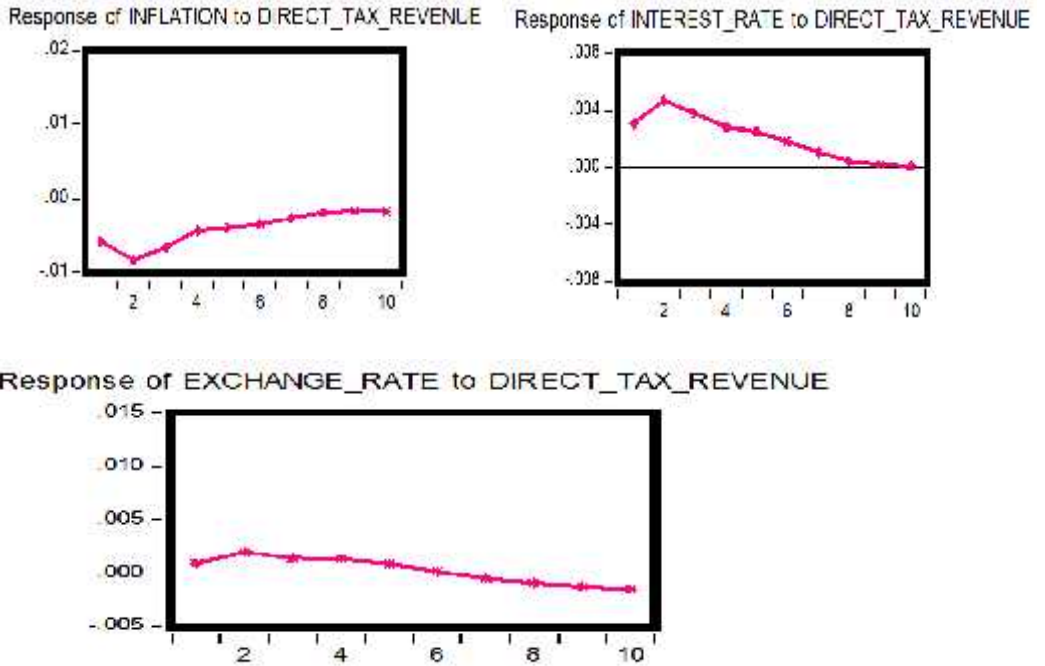 Response of INFLATION to DIRECT_TAX_REVENUE
.02
.01
.00
-.01
2 4 6 8 10
Response of INTEREST_RATE to DIRECT_TAX_REVENUE
.008
.004
.000
-.004
-.008
2 4 6 8 10
Response of EXCHANGE_RATE to DIRECT_TAX_REVENUE
.015
.010
.005
.000
-.005
2 4 6 8 10